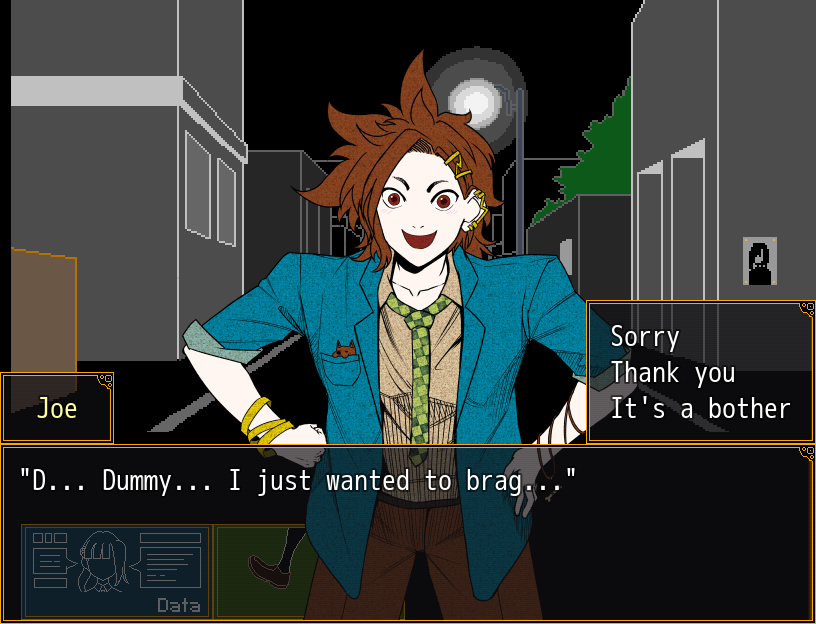 Sorry
Thank you
It's a bother
Joe
"D... Dummy... I just wanted to brag..."
Data